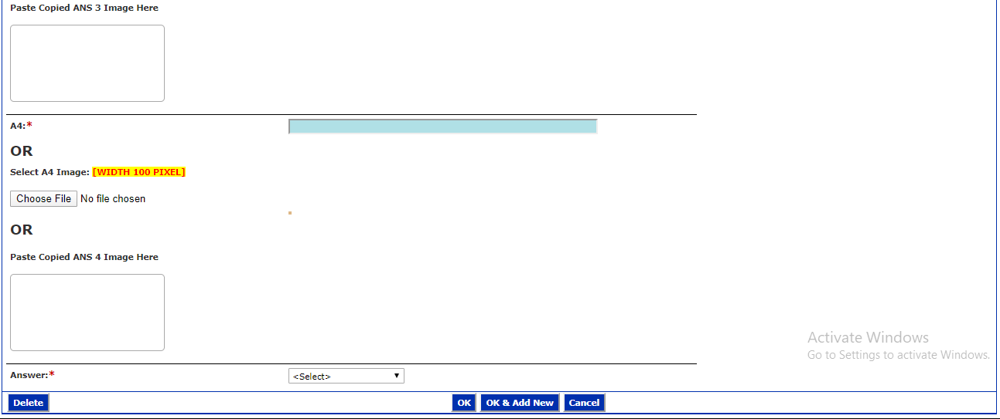 Paste Copied ANS 3 Image Here
A4:*
OR
Select A4 Image: [WIDTH 100 PIXEL]
Choose File No file chosen
OR
Paste Copied ANS 4 Image Here
Activate Windows
Go to Settings to activate Windows.
Answer:* <Select>
Delete OK OK & Add New Cancel